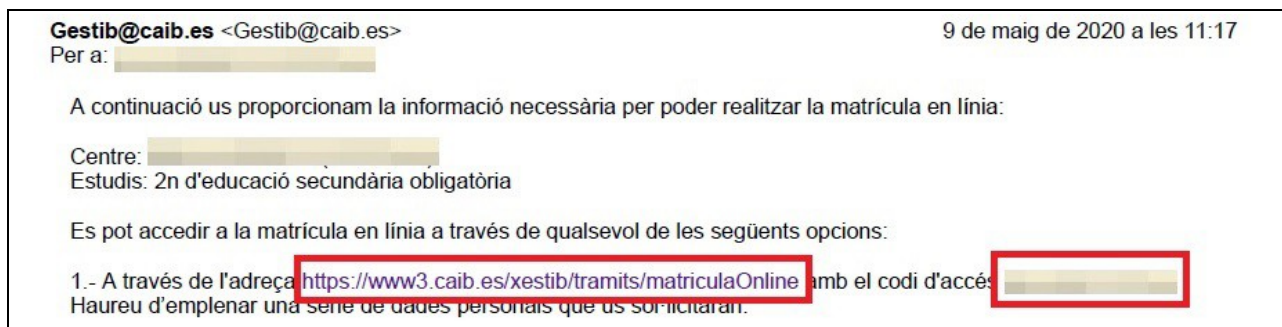 Gestib@caib.es <Gestib@caib.es> 9 de maig de 2020 a les 11:17
Per a:
A continuació us proporcionam la informació necessària per poder realitzar la matrícula en línia:
Centre:
Estudis: 2n d'educació secundària obligatòria
Es pot accedir a la matrícula en línia a través de qualsevol de les següents opcions:
1.- A través de l'adreça https://www3.caib.es/xestib/tramits/matriculaOnline amb el codi d'accés
Haureu d’emplenar una sèrie de dades personals que us sol·licitaran.